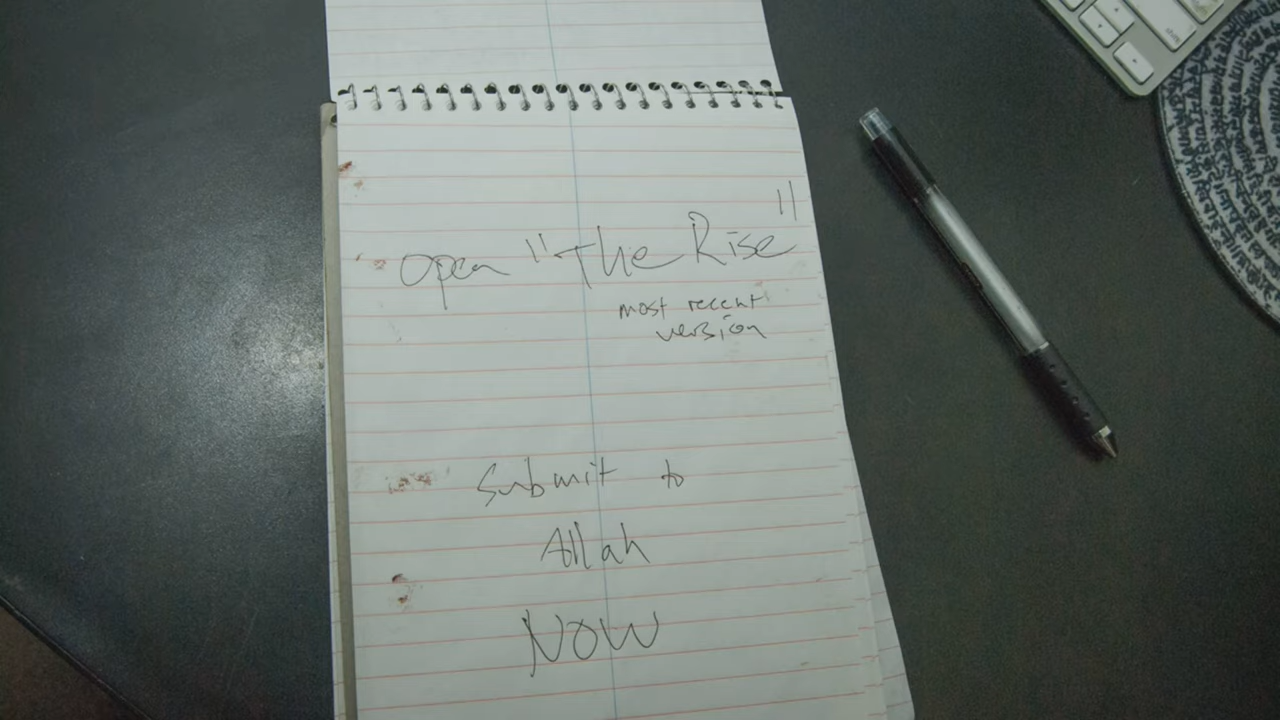 Open "The Rise"
most recent
version
Submit to
Allah
NOW